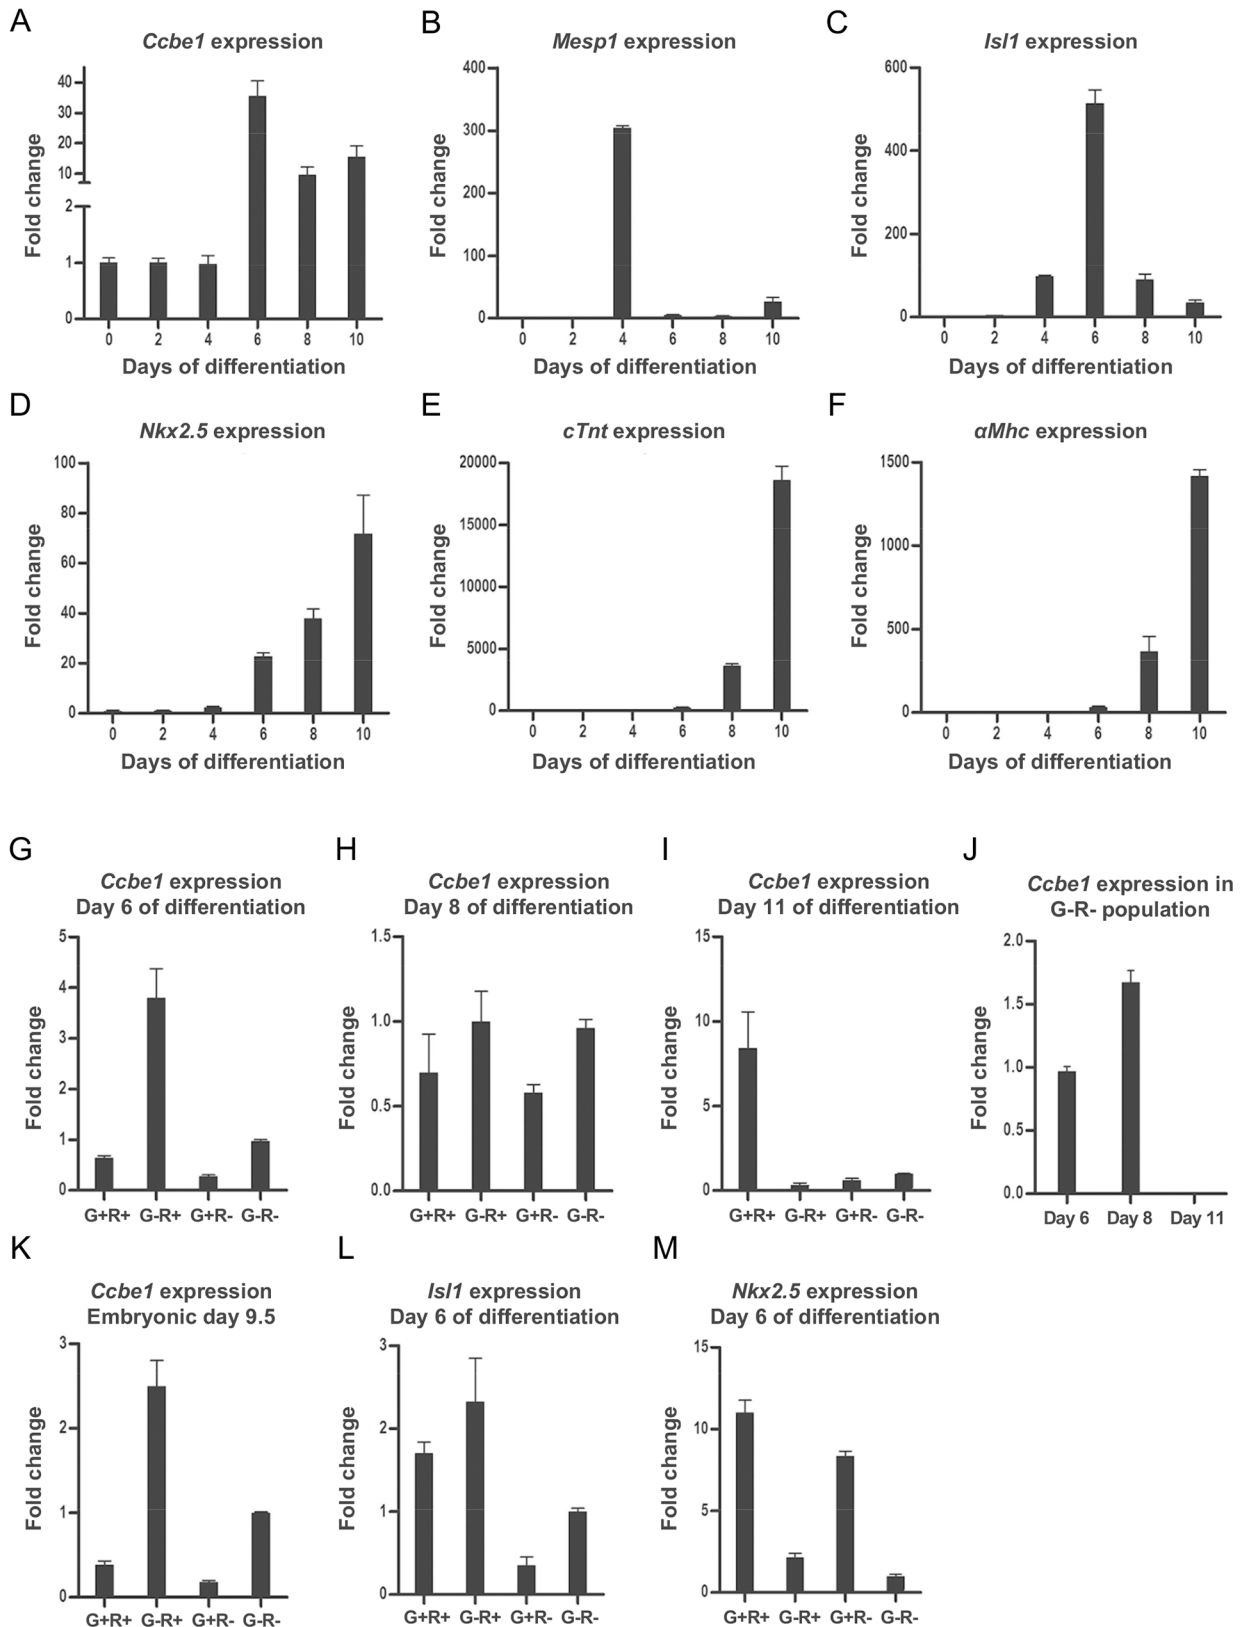 A
B
C
Ccbe1 expression
Mesp1 expression
Isl1 expression
Fold change
40
30
20
10
2
1
0
0 2 4 6 8 10
Days of differentiation
Fold change
400
300
200
100
0
0 2 4 6 8 10
Days of differentiation
Fold change
600
400
200
0
0 2 4 6 8 10
Days of differentiation
D
E
F
Nkx2.5 expression
cTnt expression
αMhc expression
Fold change
100
80
60
40
20
0
0 2 4 6 8 10
Days of differentiation
Fold change
20000
15000
10000
5000
0
0 2 4 6 8 10
Days of differentiation
Fold change
1500
1000
500
0
0 2 4 6 8 10
Days of differentiation
G
Ccbe1 expression
Day 6 of differentiation
Fold change
5
4
3
2
1
0
G+R+ G-R+ G+R- G-R-
H
Ccbe1 expression
Day 8 of differentiation
Fold change
1.5
1.0
0.5
0.0
G+R+ G-R+ G+R- G-R-
I
Ccbe1 expression
Day 11 of differentiation
Fold change
15
10
5
0
G+R+ G-R+ G+R- G-R-
J
Ccbe1 expression in
G-R- population
Fold change
2.0
1.5
1.0
0.5
0.0
Day 6 Day 8 Day 11
K
Ccbe1 expression
Embryonic day 9.5
Fold change
3
2
1
0
G+R+ G-R+ G+R- G-R-
L
Isl1 expression
Day 6 of differentiation
Fold change
3
2
1
0
G+R+ G-R+ G+R- G-R-
M
Nkx2.5 expression
Day 6 of differentiation
Fold change
15
10
5
0
G+R+ G-R+ G+R- G-R-